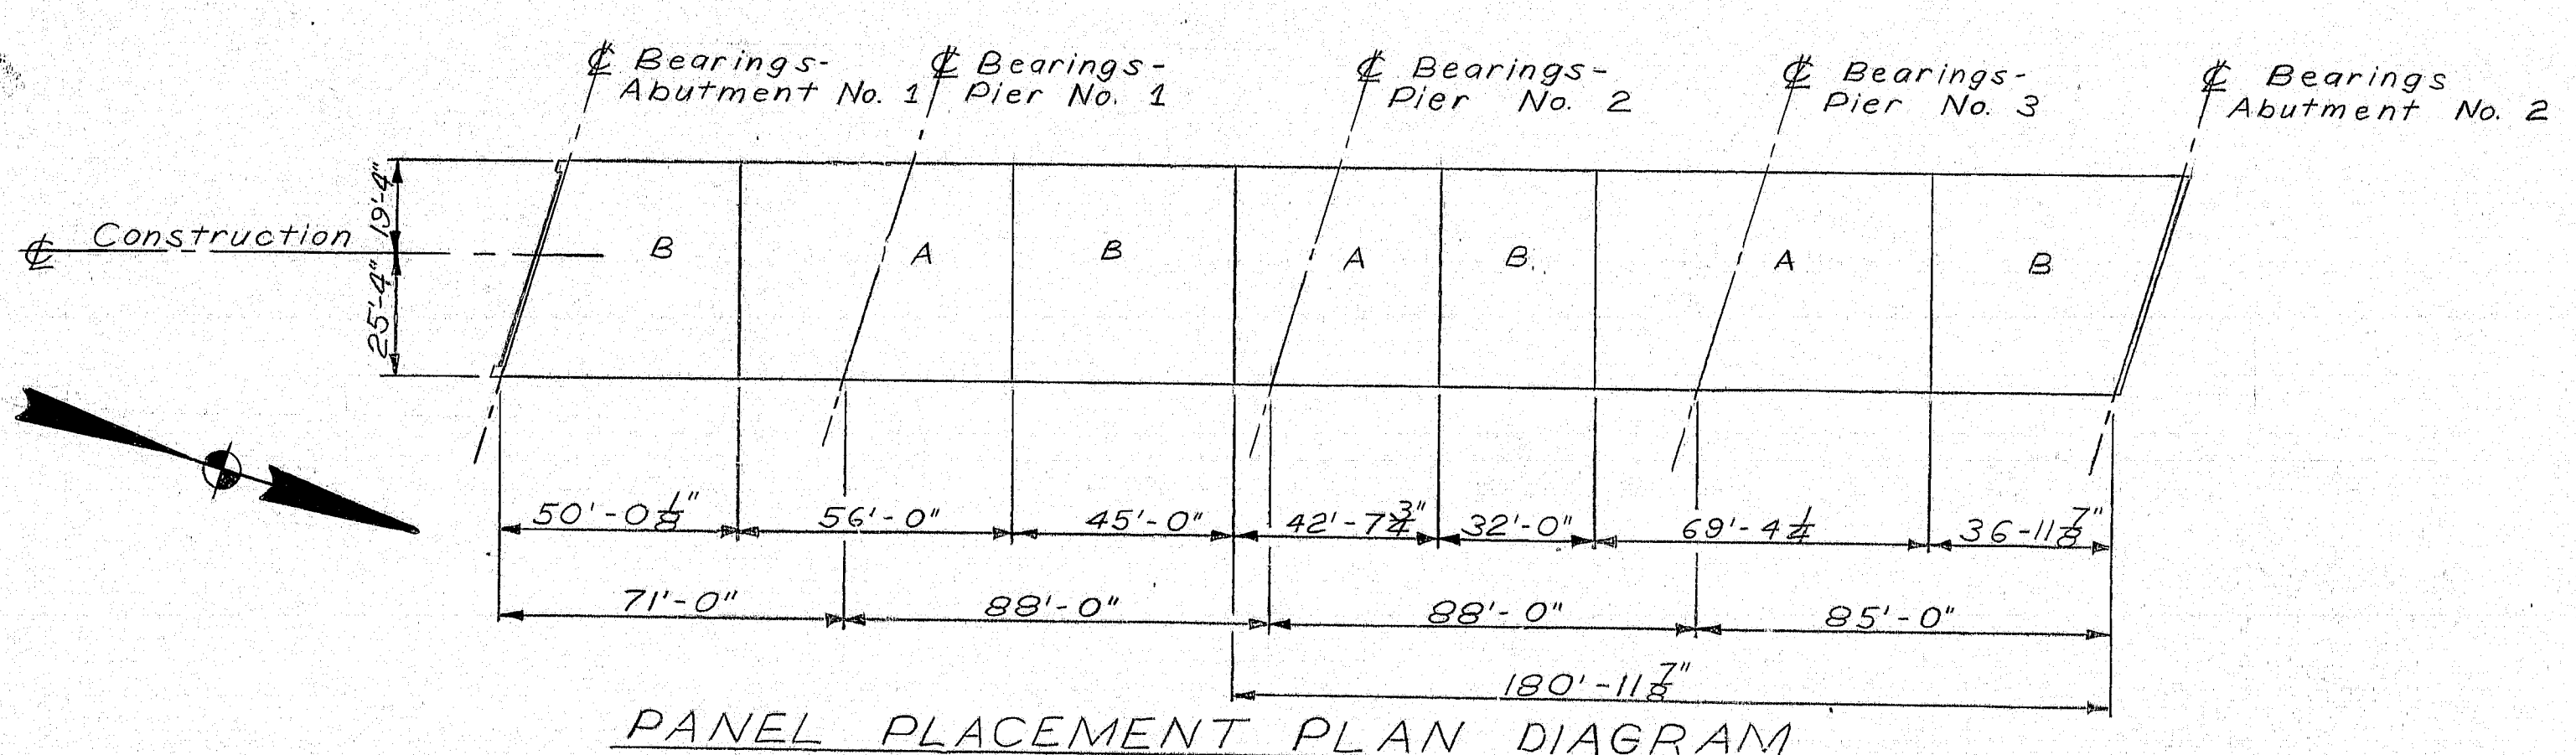 ℄ Bearings-
Abutment No. 1
℄ Bearings-
Pier No. 1
℄ Bearings-
Pier No. 2
℄ Bearings-
Pier No. 3
℄ Bearings
Abutment No. 2
19'-4"
℄ Construction
25'-4"
B
A
B
A
B.
A
B
50'-0 1/8"
56'-0"
45'-0"
42'-7 3/4"
32'-0"
69'-4 1/4
36-11 7/8"
71'-0"
88'-0"
88'-0"
85'-0"
180'-11 7/8"
PANEL PLACEMENT PLAN DIAGRAM